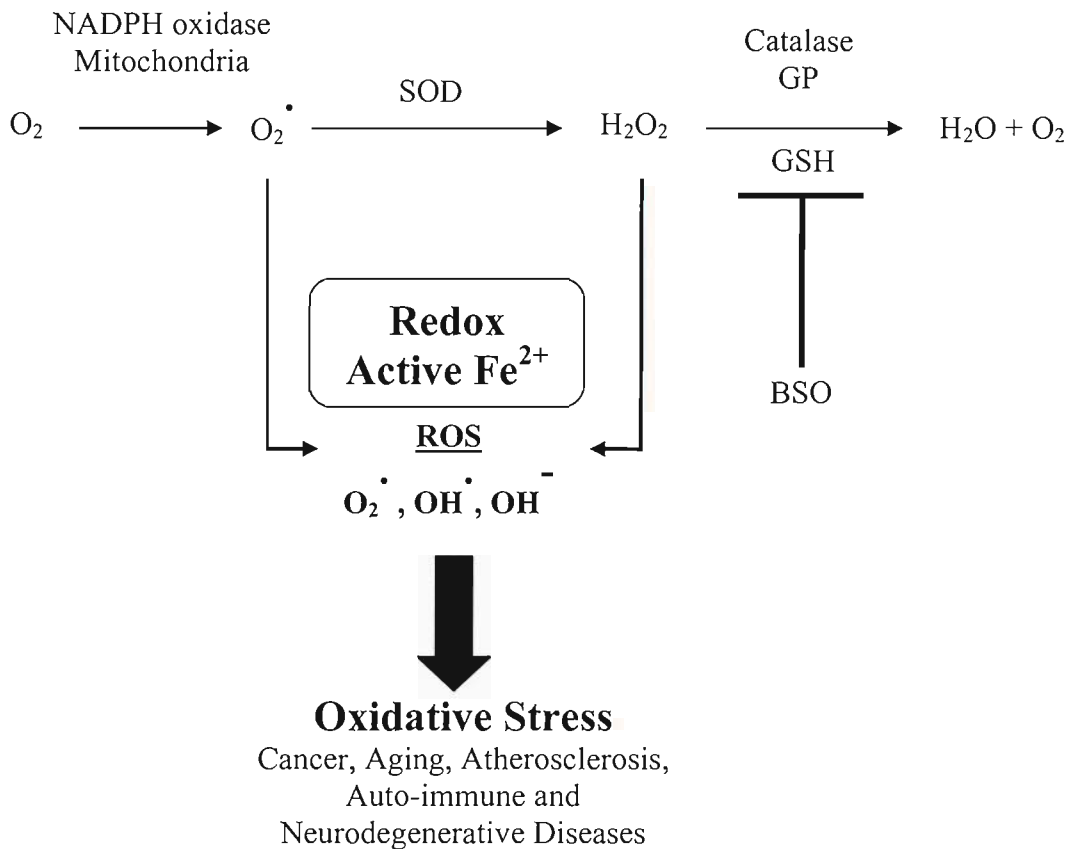 NADPH oxidase
Mitochondria
Catalase
GP
SOD
O₂
O₂˙
H₂O₂
H₂O + O₂
GSH
Redox
Active Fe²⁺
BSO
ROS
O₂˙, OH˙, OH⁻
Oxidative Stress
Cancer, Aging, Atherosclerosis,
Auto-immune and
Neurodegenerative Diseases